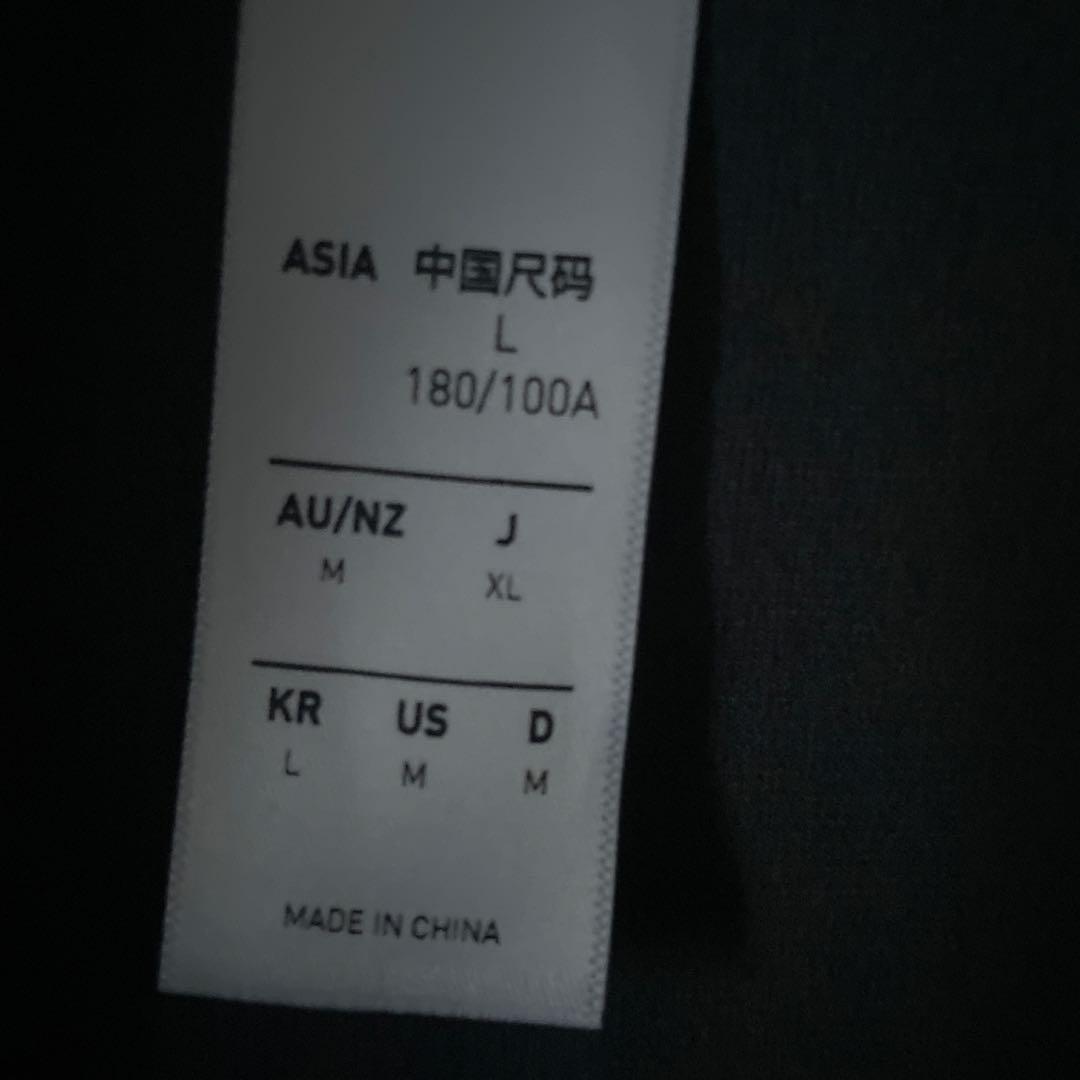 ASIA 中国尺码
L
180/100A
AU/NZ J
M XL
KR US D
L M M
MADE IN CHINA